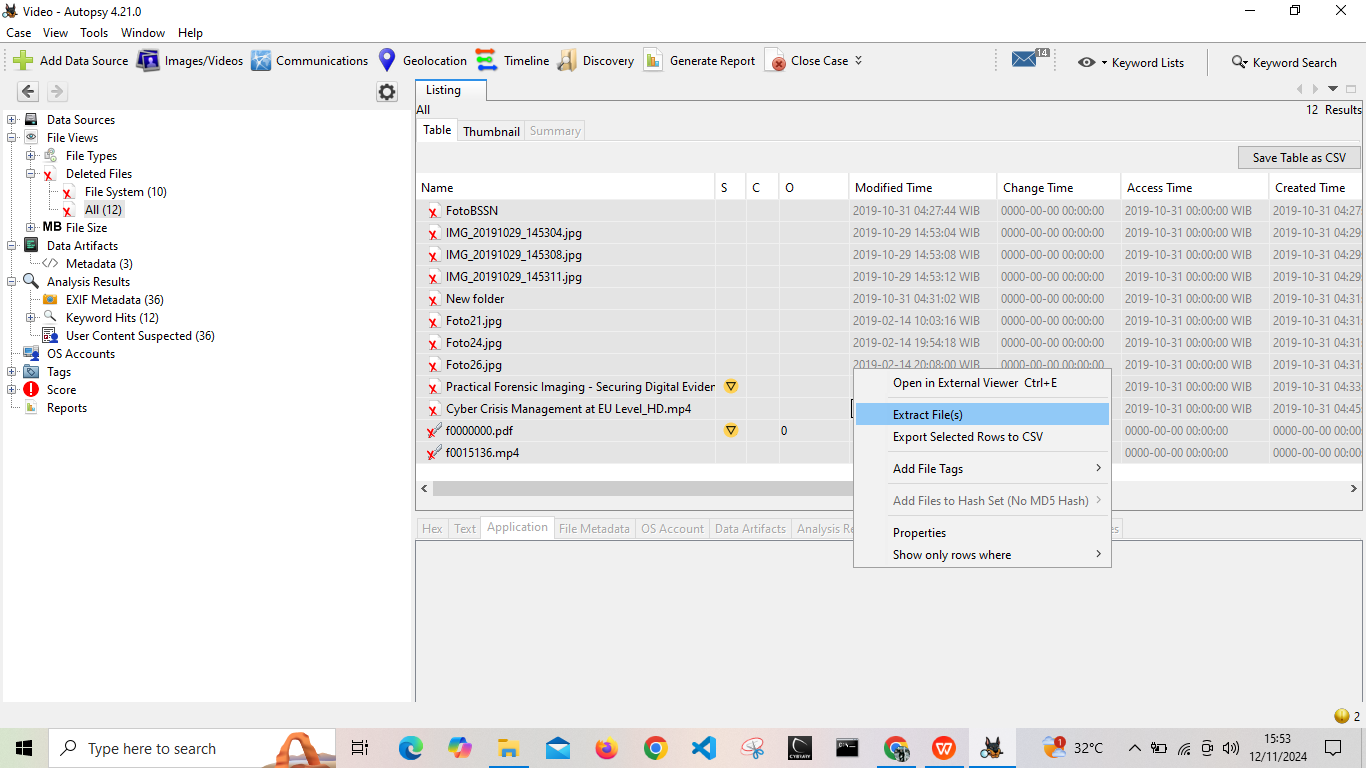 Video - Autopsy 4.21.0
Case View Tools Window Help
Add Data Source Images/Videos Communications Geolocation Timeline Discovery Generate Report Close Case 14 Keyword Lists Keyword Search
Data Sources
File Views
File Types
Deleted Files
File System (10)
All (12)
MB File Size
Data Artifacts
Metadata (3)
Analysis Results
EXIF Metadata (36)
Keyword Hits (12)
User Content Suspected (36)
OS Accounts
Tags
Score
Reports
Listing
All 12 Results
Table Thumbnail Summary
Save Table as CSV
Name S C O Modified Time Change Time Access Time Created Time
FotoBSSN 2019-10-31 04:27:44 WIB 0000-00-00 00:00:00 2019-10-31 00:00:00 WIB 2019-10-31 04:27
IMG_20191029_145304.jpg 2019-10-29 14:53:04 WIB 0000-00-00 00:00:00 2019-10-31 00:00:00 WIB 2019-10-31 04:29
IMG_20191029_145308.jpg 2019-10-29 14:53:08 WIB 0000-00-00 00:00:00 2019-10-31 00:00:00 WIB 2019-10-31 04:29
IMG_20191029_145311.jpg 2019-10-29 14:53:12 WIB 0000-00-00 00:00:00 2019-10-31 00:00:00 WIB 2019-10-31 04:29
New folder 2019-10-31 04:31:02 WIB 0000-00-00 00:00:00 2019-10-31 00:00:00 WIB 2019-10-31 04:31
Foto21.jpg 2019-02-14 10:03:16 WIB 0000-00-00 00:00:00 2019-10-31 00:00:00 WIB 2019-10-31 04:31:
Foto24.jpg 2019-02-14 19:54:18 WIB 0000-00-00 00:00:00 2019-10-31 00:00:00 WIB 2019-10-31 04:31:
Foto26.jpg 2019-02-14 20:08:00 WIB 0000-00-00 00:00:00 2019-10-31 00:00:00 WIB 2019-10-31 04:31:
Practical Forensic Imaging - Securing Digital Eviden 2019-10-31 00:00:00 WIB 2019-10-31 04:33
Cyber Crisis Management at EU Level_HD.mp4 2019-10-31 00:00:00 WIB 2019-10-31 04:45
f0000000.pdf 0 0000-00-00 00:00:00 0000-00-00 00:00
f0015136.mp4 0000-00-00 00:00:00 0000-00-00 00:00
Open in External Viewer Ctrl+E
Extract File(s)
Export Selected Rows to CSV
Add File Tags
Add Files to Hash Set (No MD5 Hash)
Properties
Show only rows where
Hex Text Application File Metadata OS Account Data Artifacts Analysis Re es
2
Type here to search 1 32°C 15:53
12/11/2024